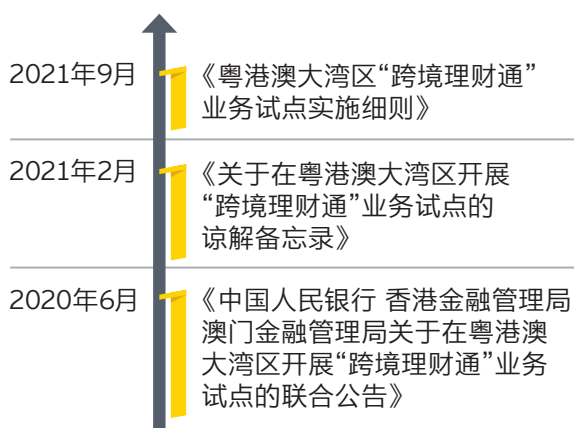 2021年9月
《粤港澳大湾区“跨境理财通”
业务试点实施细则》
2021年2月
《关于在粤港澳大湾区开展
“跨境理财通”业务试点的
谅解备忘录》
2020年6月
《中国人民银行 香港金融管理局
澳门金融管理局关于在粤港澳
大湾区开展“跨境理财通”业务
试点的联合公告》